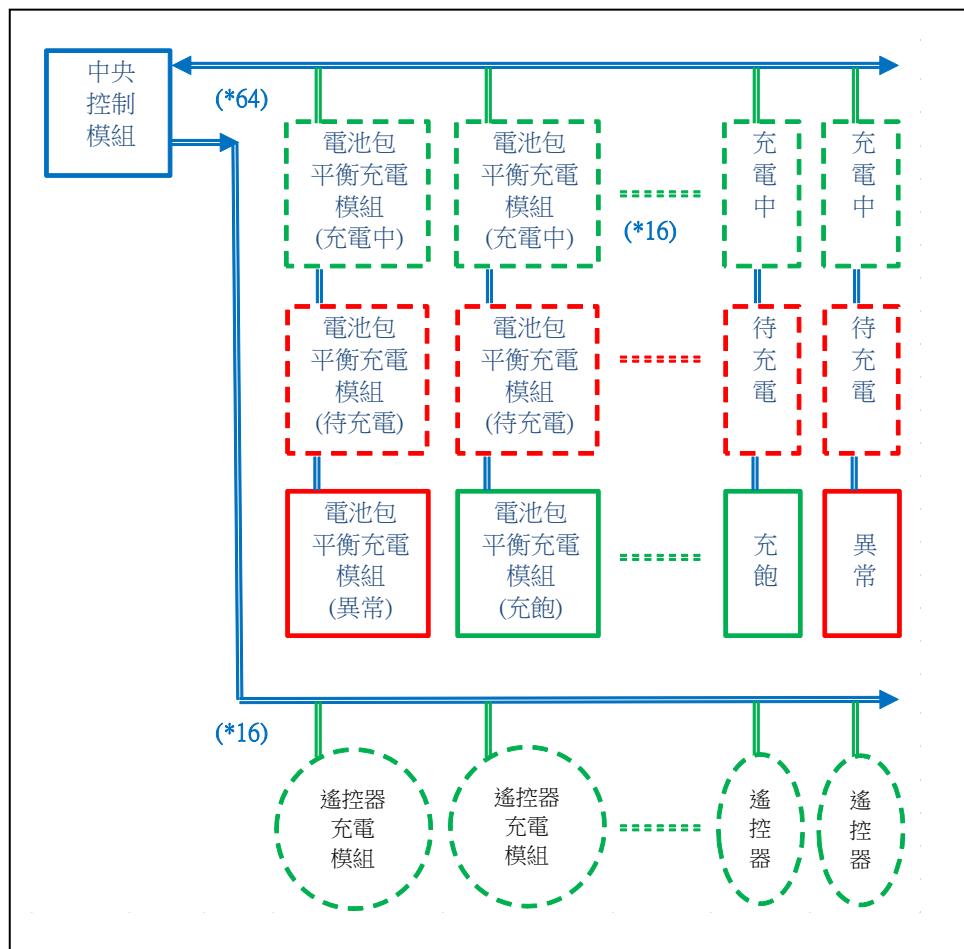 中央
控制
模組
(*64)
電池包
平衡充電
模組
(充電中)
電池包
平衡充電
模組
(充電中)
(*16)
充
電
中
充
電
中
電池包
平衡充電
模組
(待充電)
電池包
平衡充電
模組
(待充電)
待
充
電
待
充
電
電池包
平衡充電
模組
(異常)
電池包
平衡充電
模組
(充飽)
充
飽
異
常
(*16)
遙控器
充電
模組
遙控器
充電
模組
遙
控
器
遙
控
器